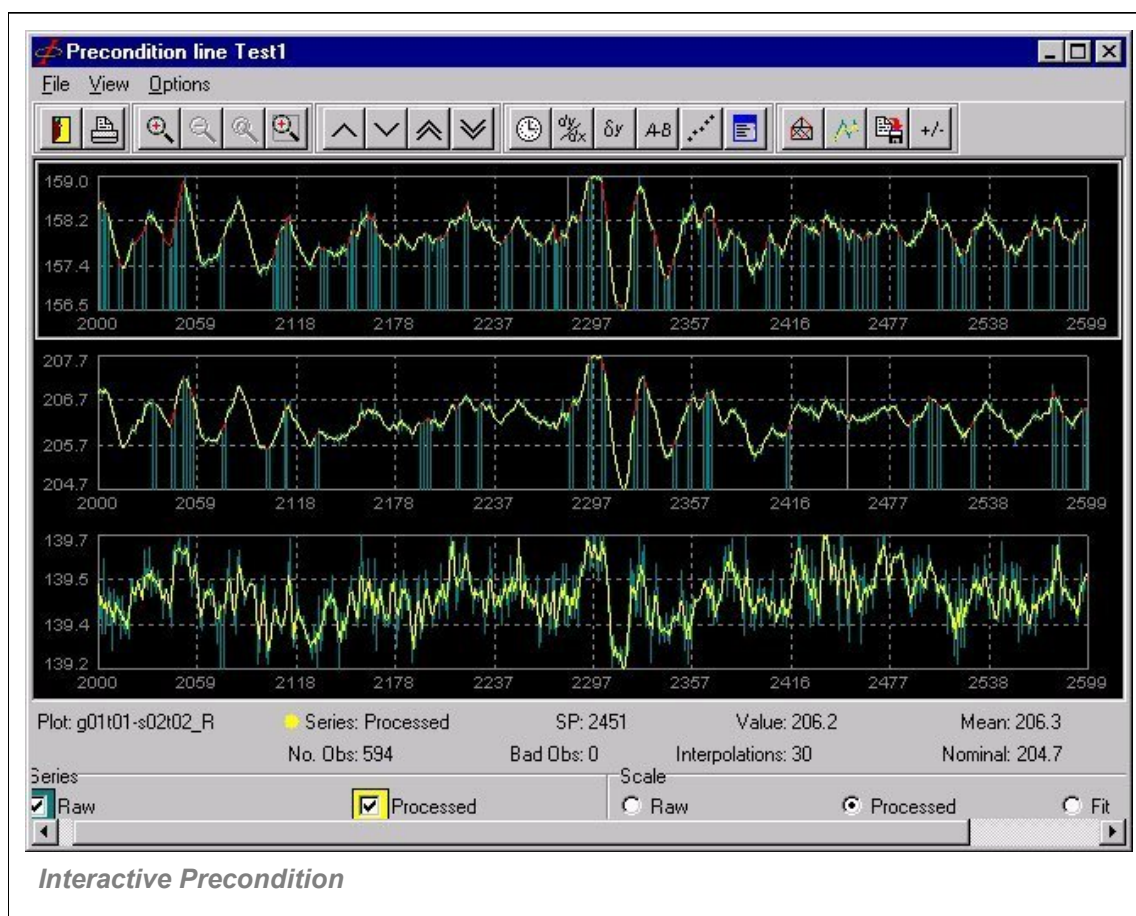 Precondition line Test1
File View Options
dy/dx δy A-B +/-
159.0
158.2
157.4
156.5
2000 2059 2118 2178 2237 2297 2357 2416 2477 2538 2599
207.7
206.7
205.7
204.7
2000 2059 2118 2178 2237 2297 2357 2416 2477 2538 2599
139.7
139.5
139.4
139.2
2000 2059 2118 2178 2237 2297 2357 2416 2477 2538 2599
Plot: g01t01-s02t02_R Series: Processed SP: 2451 Value: 206.2 Mean: 206.3
No. Obs: 594 Bad Obs: 0 Interpolations: 30 Nominal: 204.7
Series Scale
Raw Processed Raw Processed Fit
Interactive Precondition